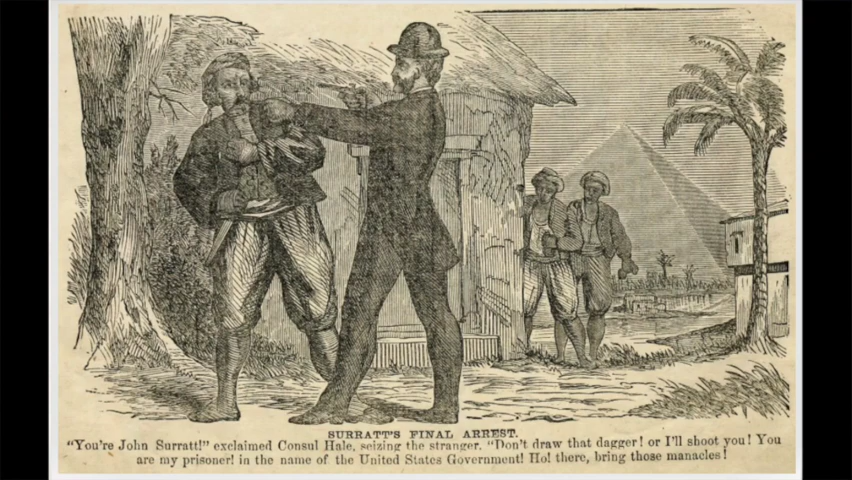 SURRATT'S FINAL ARREST.
"You're John Surratt!" exclaimed Consul Hale, seizing the stranger. "Don't draw that dagger! or I'll shoot you! You
are my prisoner! in the name of the United States Government! Ho! there, bring those manacles!